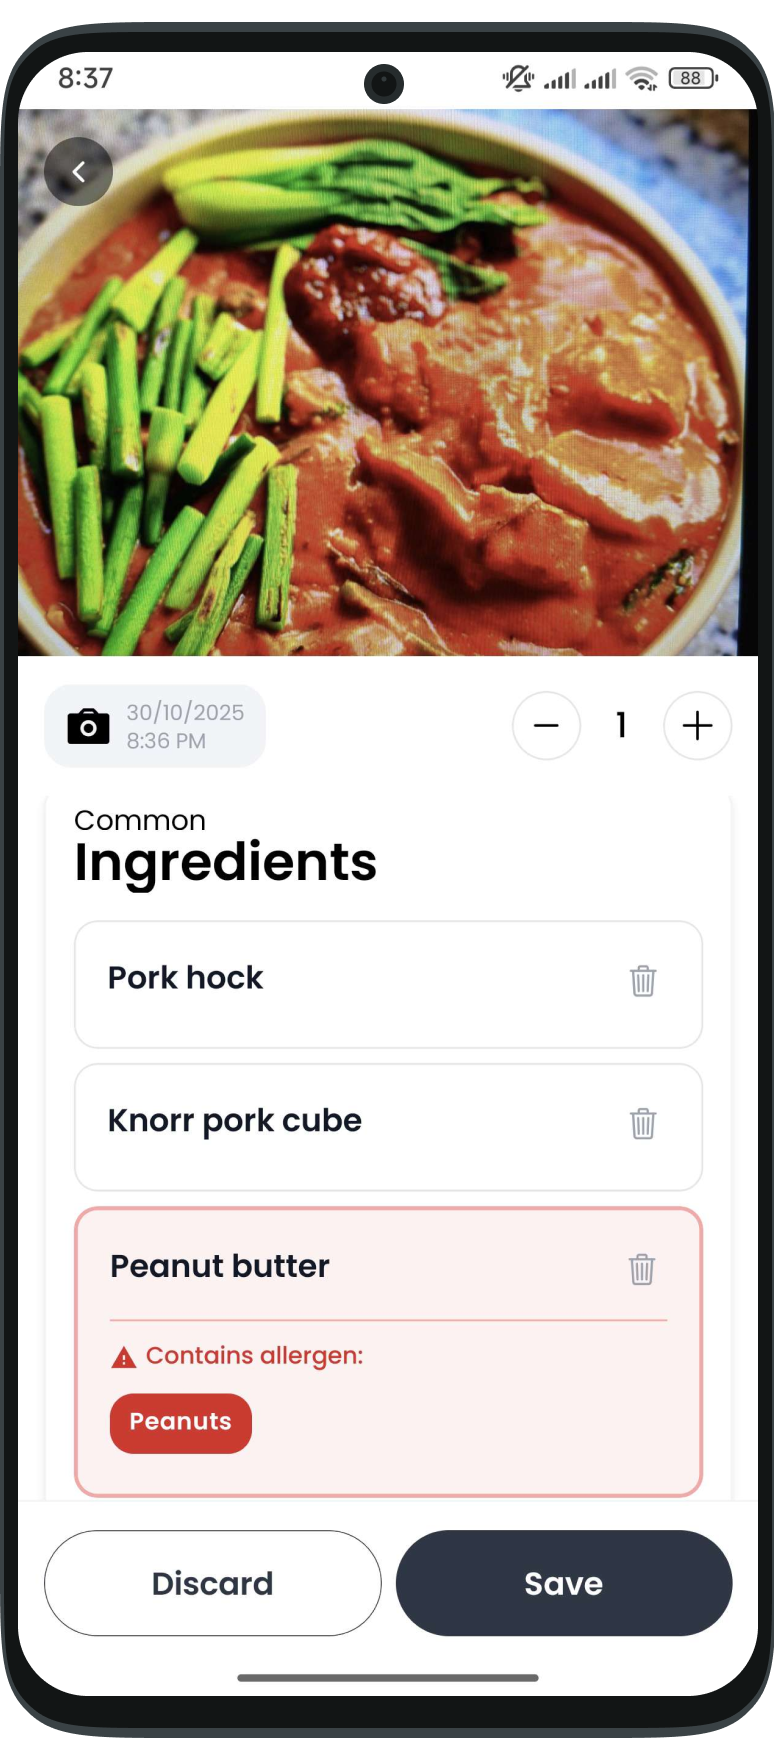 8:37
88
30/10/2025
8:36 PM
1
Common
Ingredients
Pork hock
Knorr pork cube
Peanut butter
Contains allergen:
Peanuts
Discard
Save